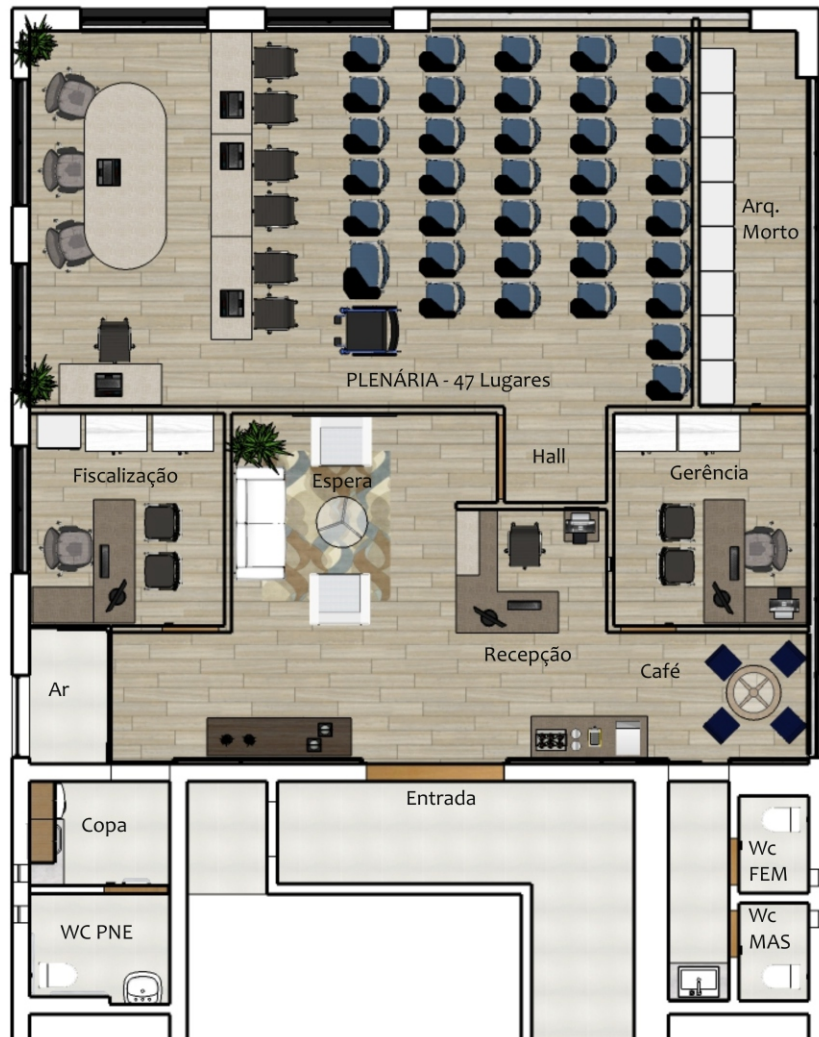 Arq.
Morto
PLENÁRIA - 47 Lugares
Hall
Fiscalização
Espera
Gerência
Recepção
Café
Ar
Entrada
Copa
Wc
FEM
WC PNE
Wc
MAS